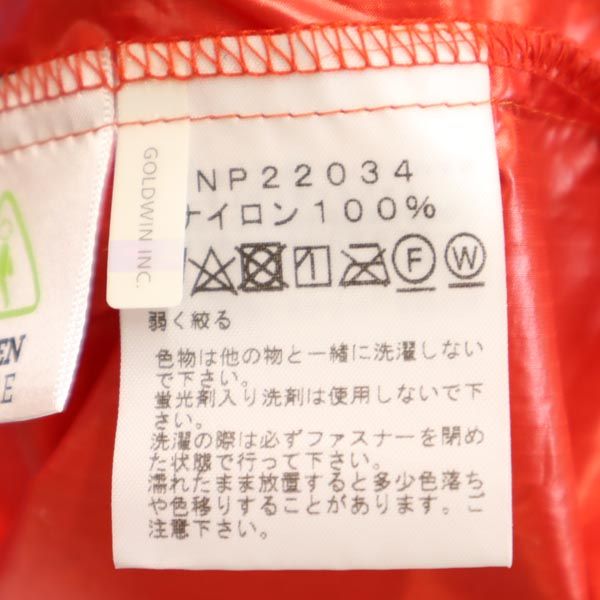 GOLDWIN INC.
NP22034
ナイロン100%
F W
弱く絞る
色物は他の物と一緒に洗濯しない
で下さい。
蛍光剤入り洗剤は使用しないで下
さい。
洗濯の際は必ずファスナーを閉め
た状態で行って下さい。
濡れたまま放置すると多少色落ち
や色移りすることがあります。ご
注意下さい。
EN
E